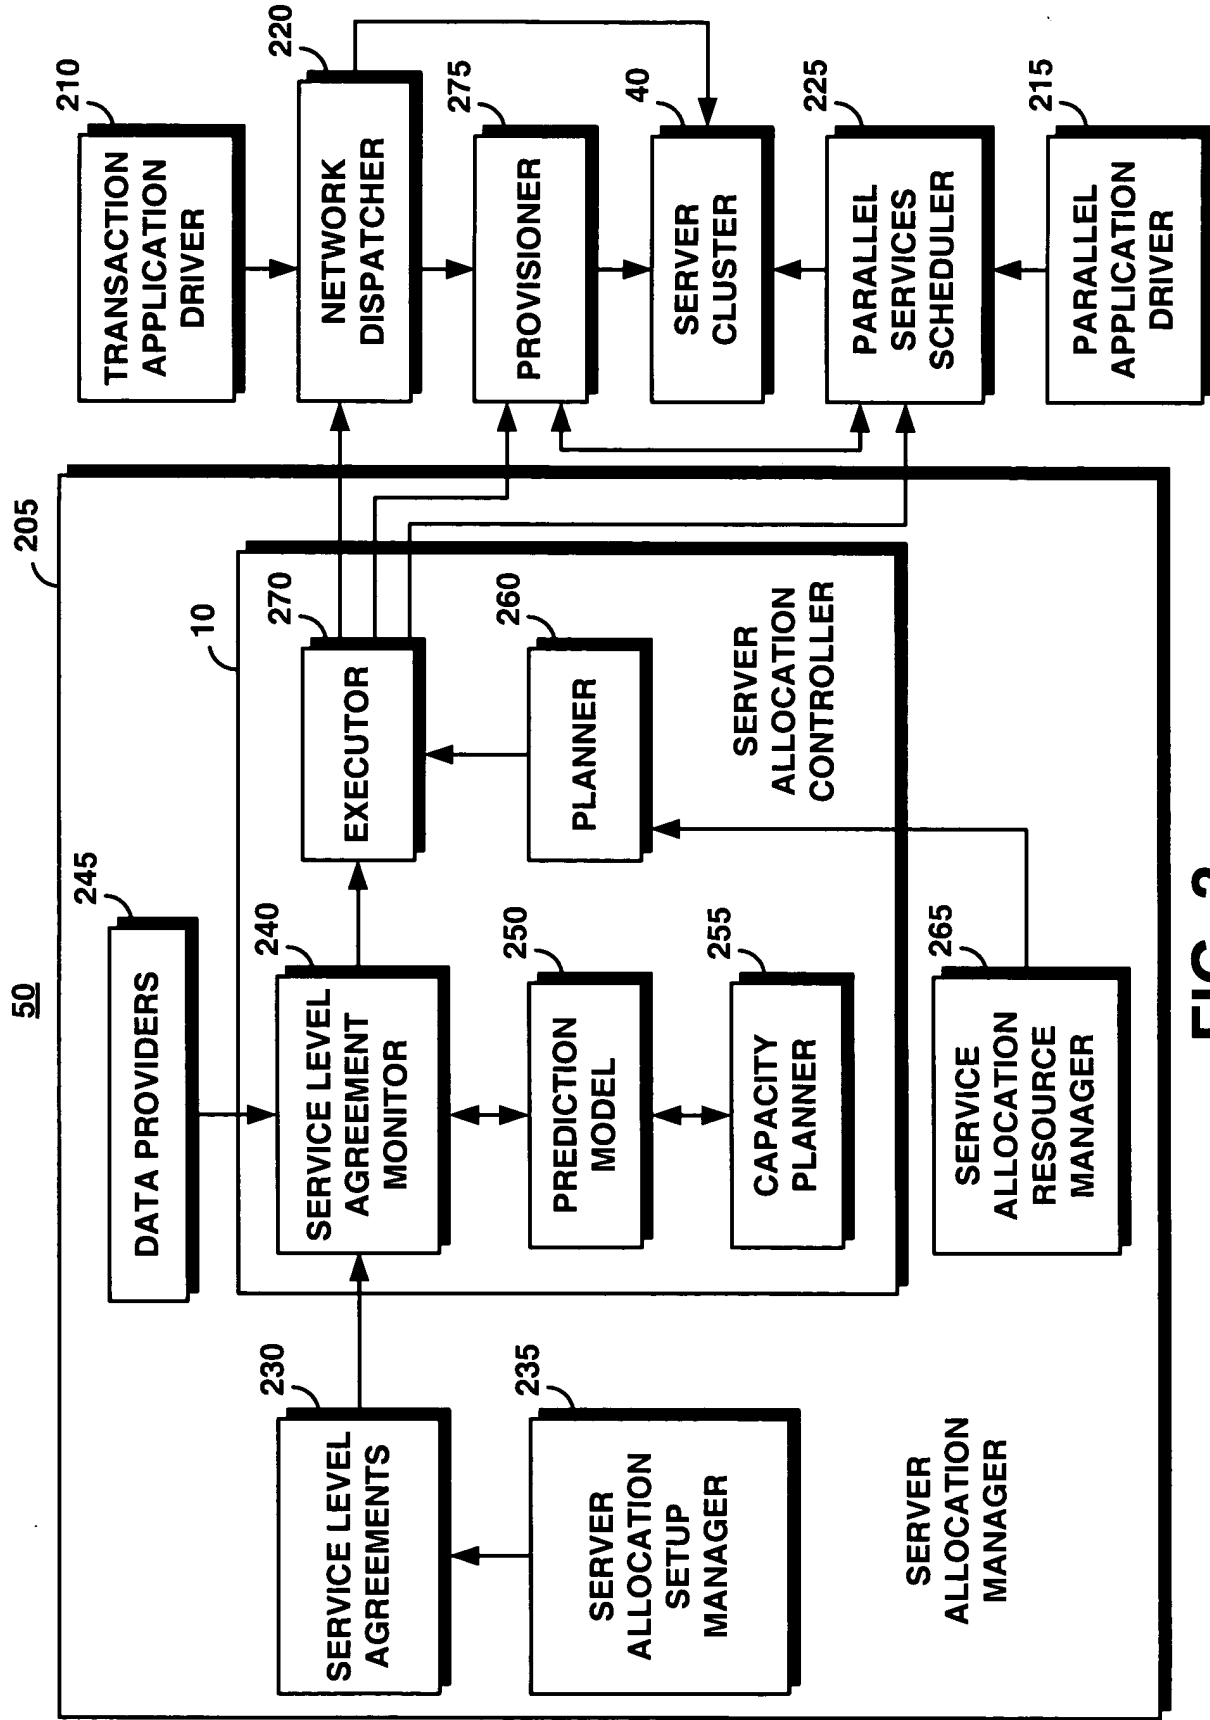 50
205
245
DATA PROVIDERS
10
230
SERVICE LEVEL
AGREEMENTS
235
SERVER
ALLOCATION
SETUP
MANAGER
240
SERVICE LEVEL
AGREEMENT
MONITOR
250
PREDICTION
MODEL
255
CAPACITY
PLANNER
270
EXECUTOR
260
PLANNER
SERVER
ALLOCATION
CONTROLLER
265
SERVICE
ALLOCATION
RESOURCE
MANAGER
SERVER
ALLOCATION
MANAGER
210
TRANSACTION
APPLICATION
DRIVER
220
NETWORK
DISPATCHER
275
PROVISIONER
40
SERVER
CLUSTER
225
PARALLEL
SERVICES
SCHEDULER
215
PARALLEL
APPLICATION
DRIVER